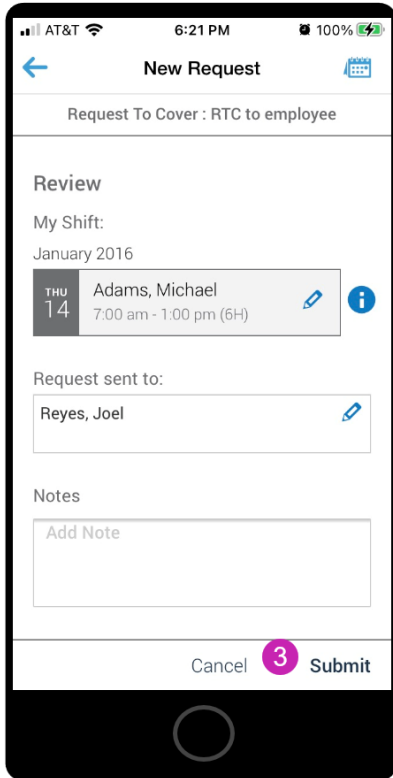 AT&T 6:21 PM 100%
New Request
Request To Cover : RTC to employee
Review
My Shift:
January 2016
THU
14
Adams, Michael
7:00 am - 1:00 pm (6H)
Request sent to:
Reyes, Joel
Notes
Add Note
Cancel 3 Submit